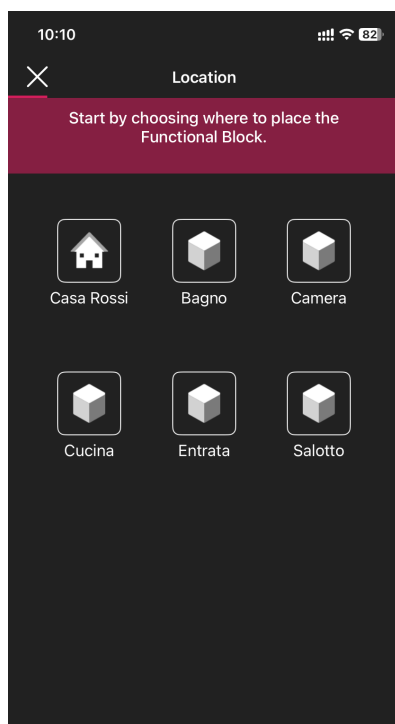 10:10
82
Location
Start by choosing where to place the
Functional Block.
Casa Rossi
Bagno
Camera
Cucina
Entrata
Salotto